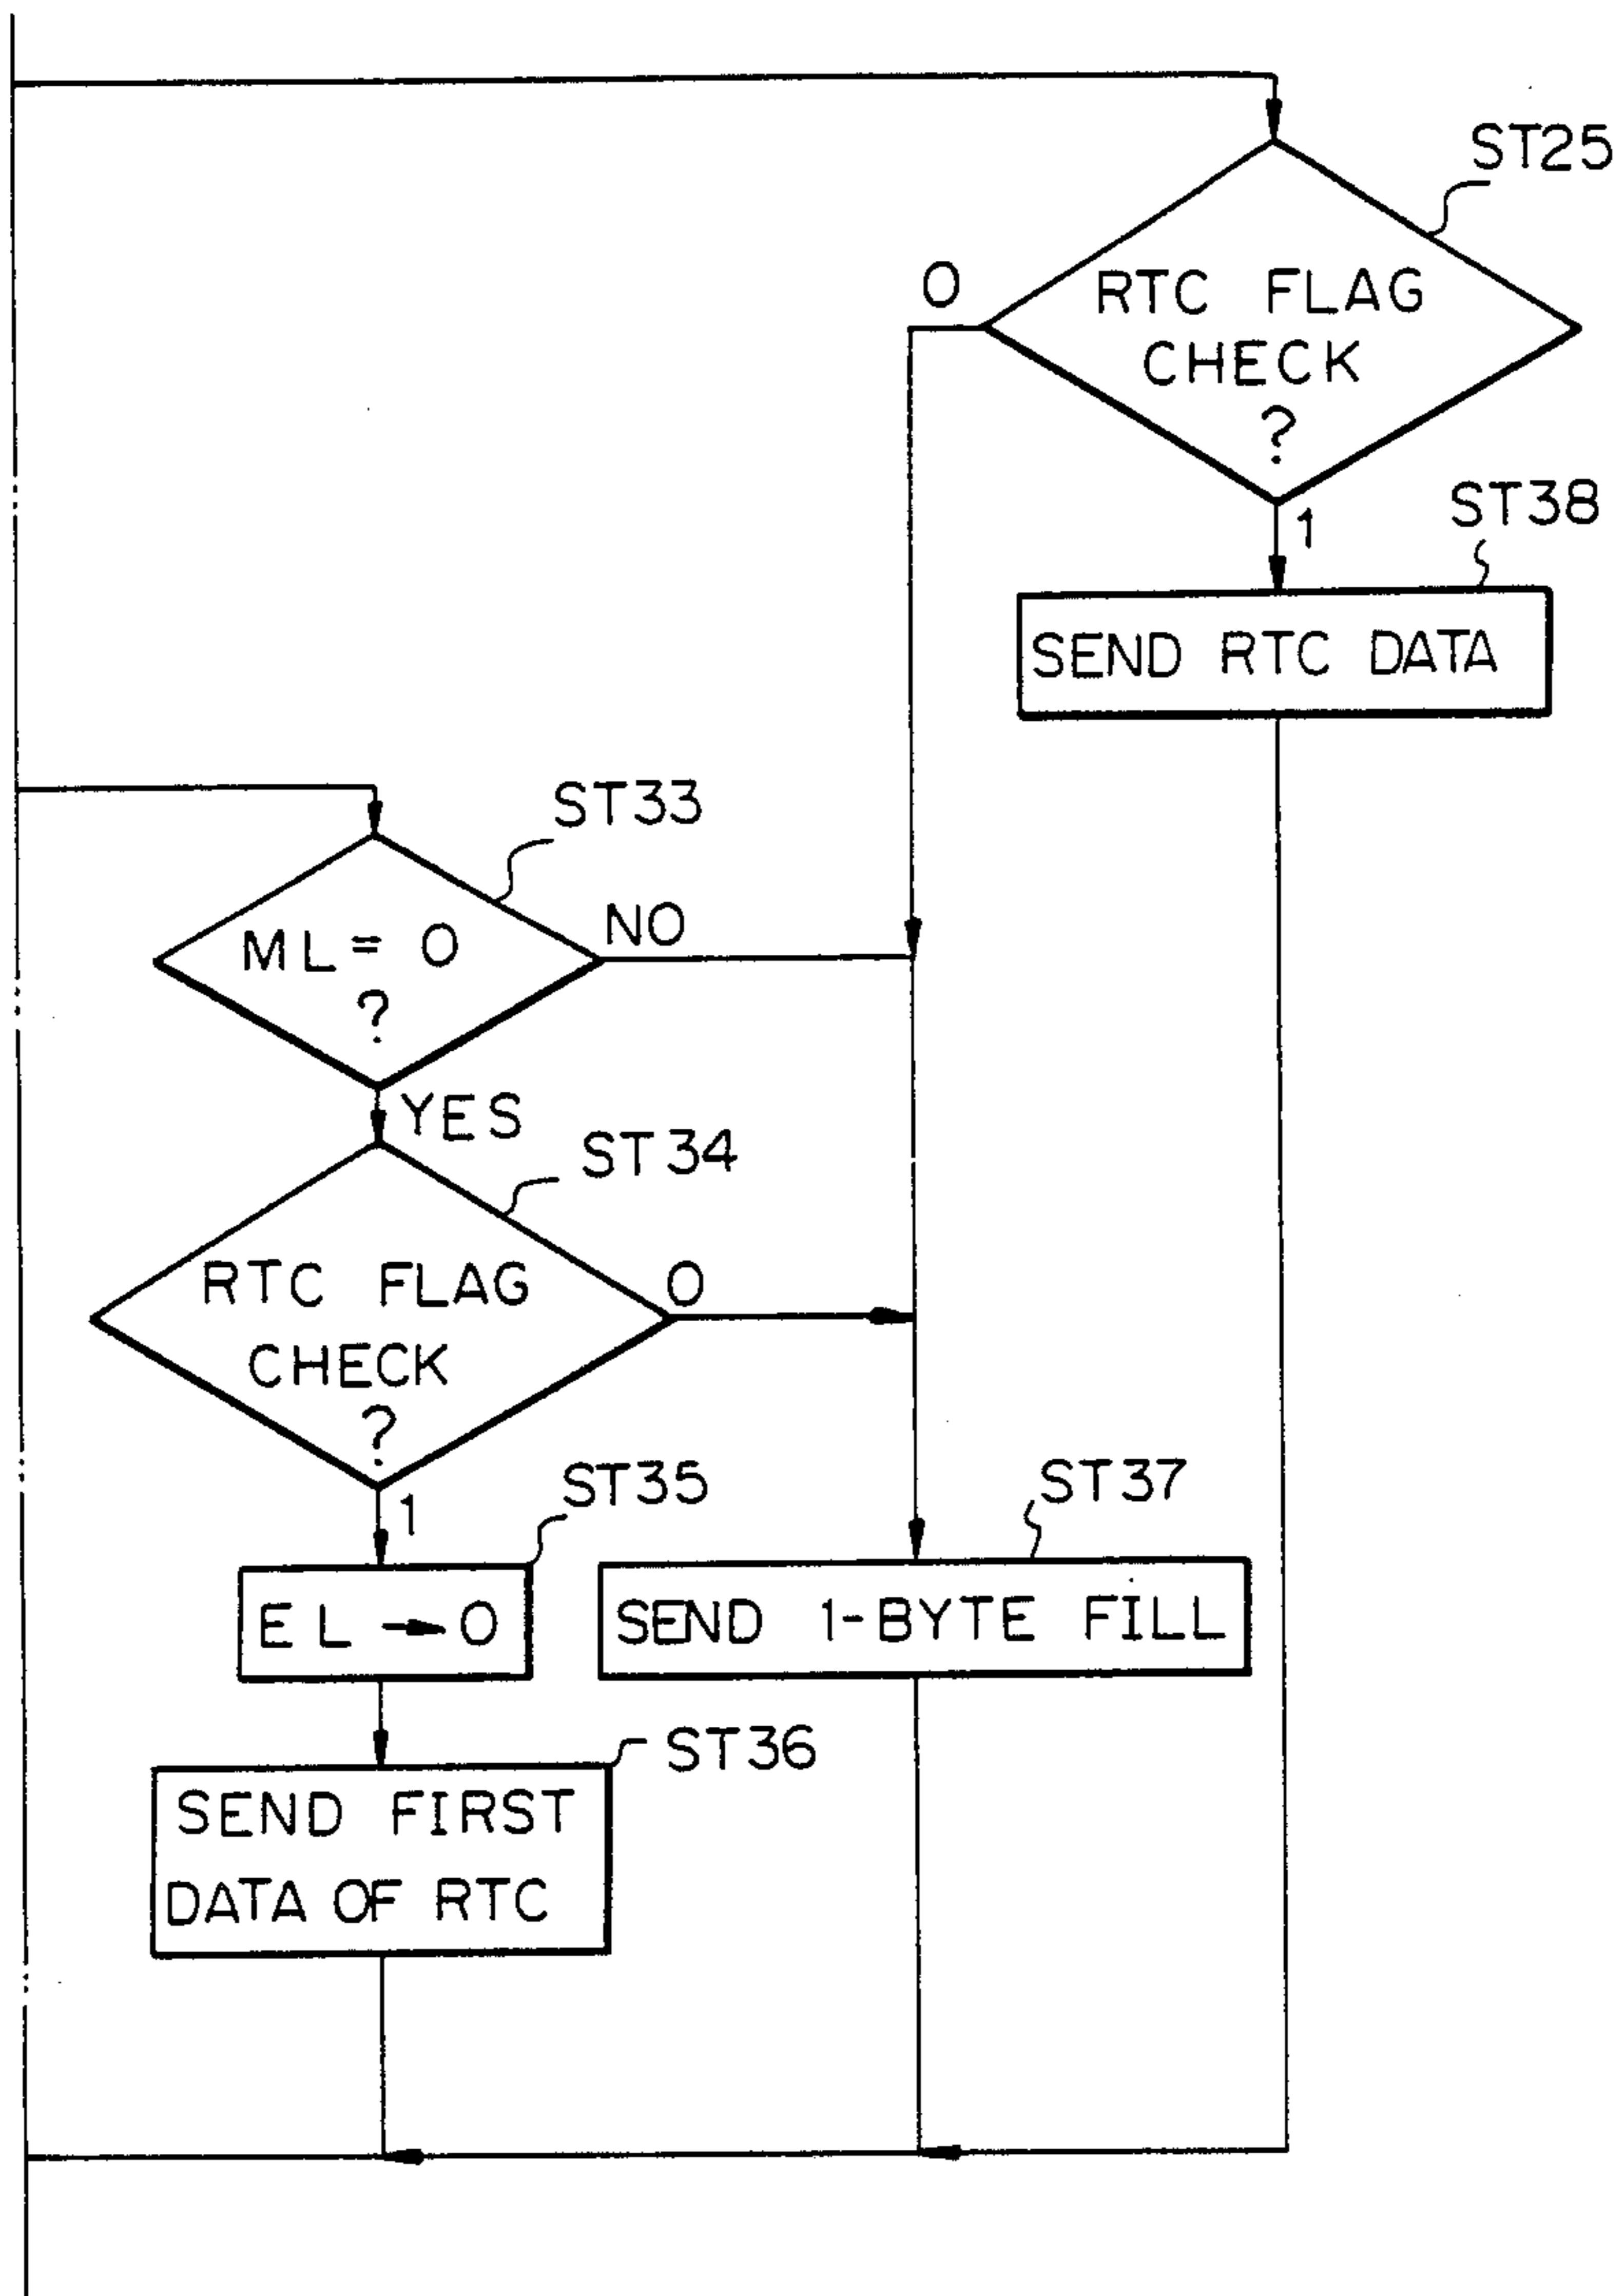 ST25
0
RTC FLAG
CHECK
?
1
ST38
SEND RTC DATA
ST33
ML = 0
?
NO
YES
ST34
RTC FLAG
CHECK
?
0
1
ST35
EL → 0
ST37
SEND 1-BYTE FILL
ST36
SEND FIRST
DATA OF RTC